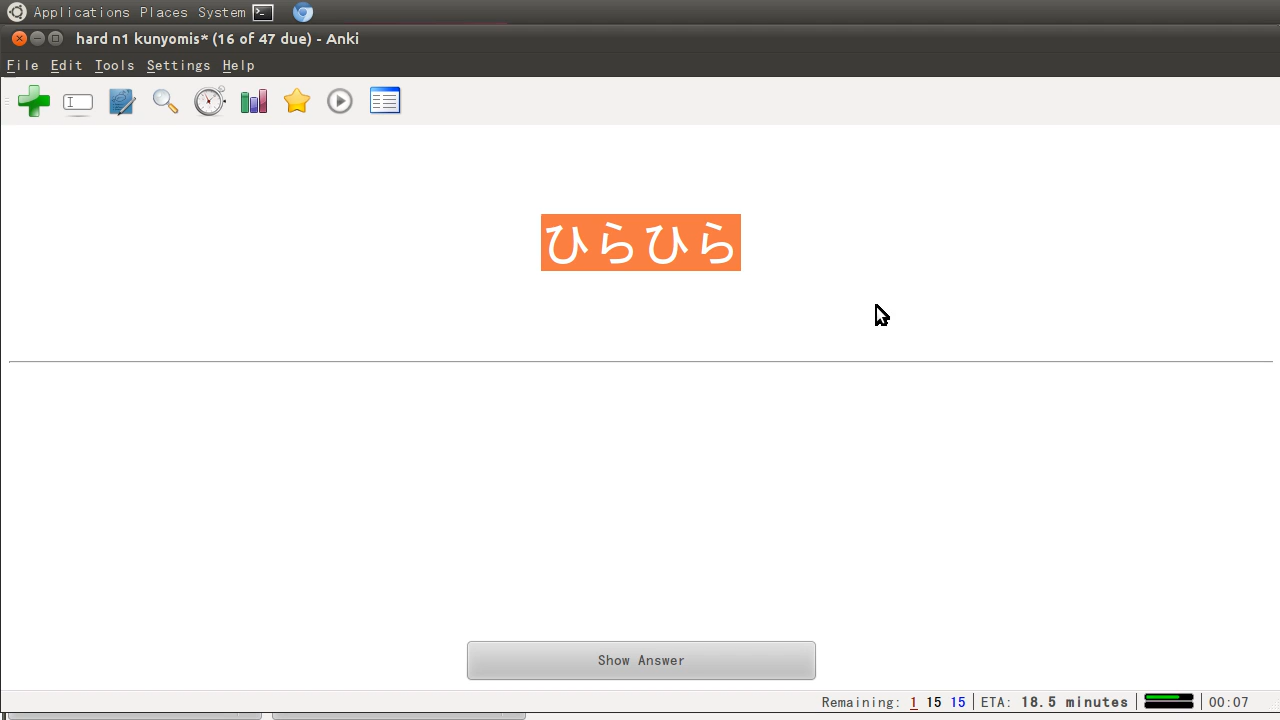 Applications Places System
hard n1 kunyomis* (16 of 47 due) - Anki
File Edit Tools Settings Help
ひらひら
Show Answer
Remaining: 1 15 15 ETA: 18.5 minutes 00:07